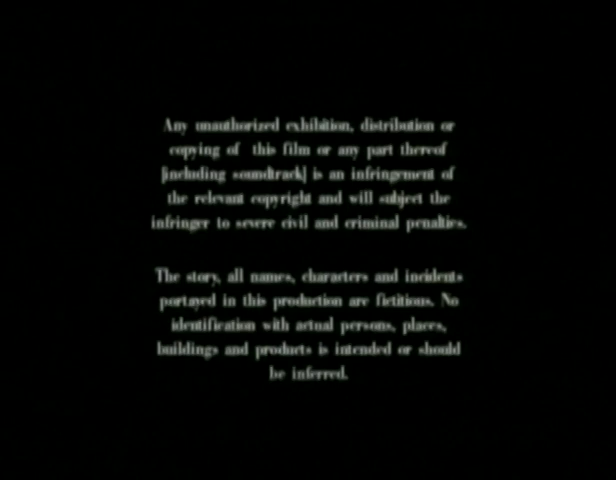 Any unauthorized exhibition, distribution or
copying of this film or any part thereof
[including soundtrack] is an infringement of
the relevant copyright and will subject the
infringer to severe civil and criminal penalties.
The story, all names, characters and incidents
portrayed in this production are fictitious. No
identification with actual persons, places,
buildings and products is intended or should
be inferred.